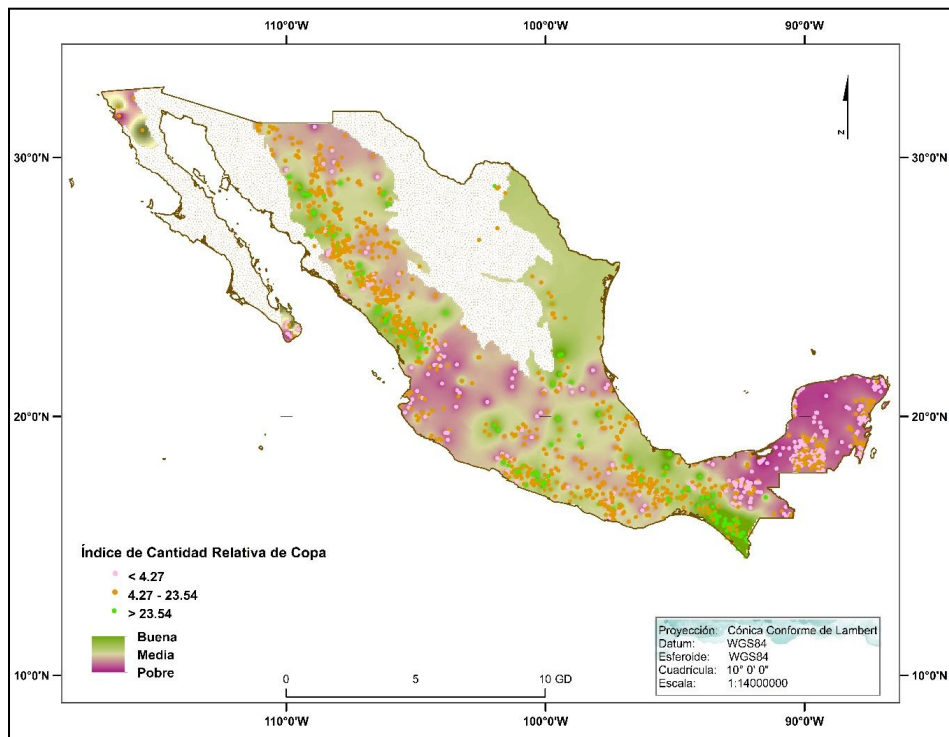 110°0'W 100°0'W 90°0'W
z
30°0'N 30°0'N
20°0'N 20°0'N
Índice de Cantidad Relativa de Copa
< 4.27
4.27 - 23.54
> 23.54
Buena
Media
Pobre
Proyección: Cónica Conforme de Lambert
Datum: WGS84
Esferoide: WGS84
Cuadrícula: 10° 0' 0"
Escala: 1:14000000
10°0'N 10°0'N
0 5 10 GD
110°0'W 100°0'W 90°0'W